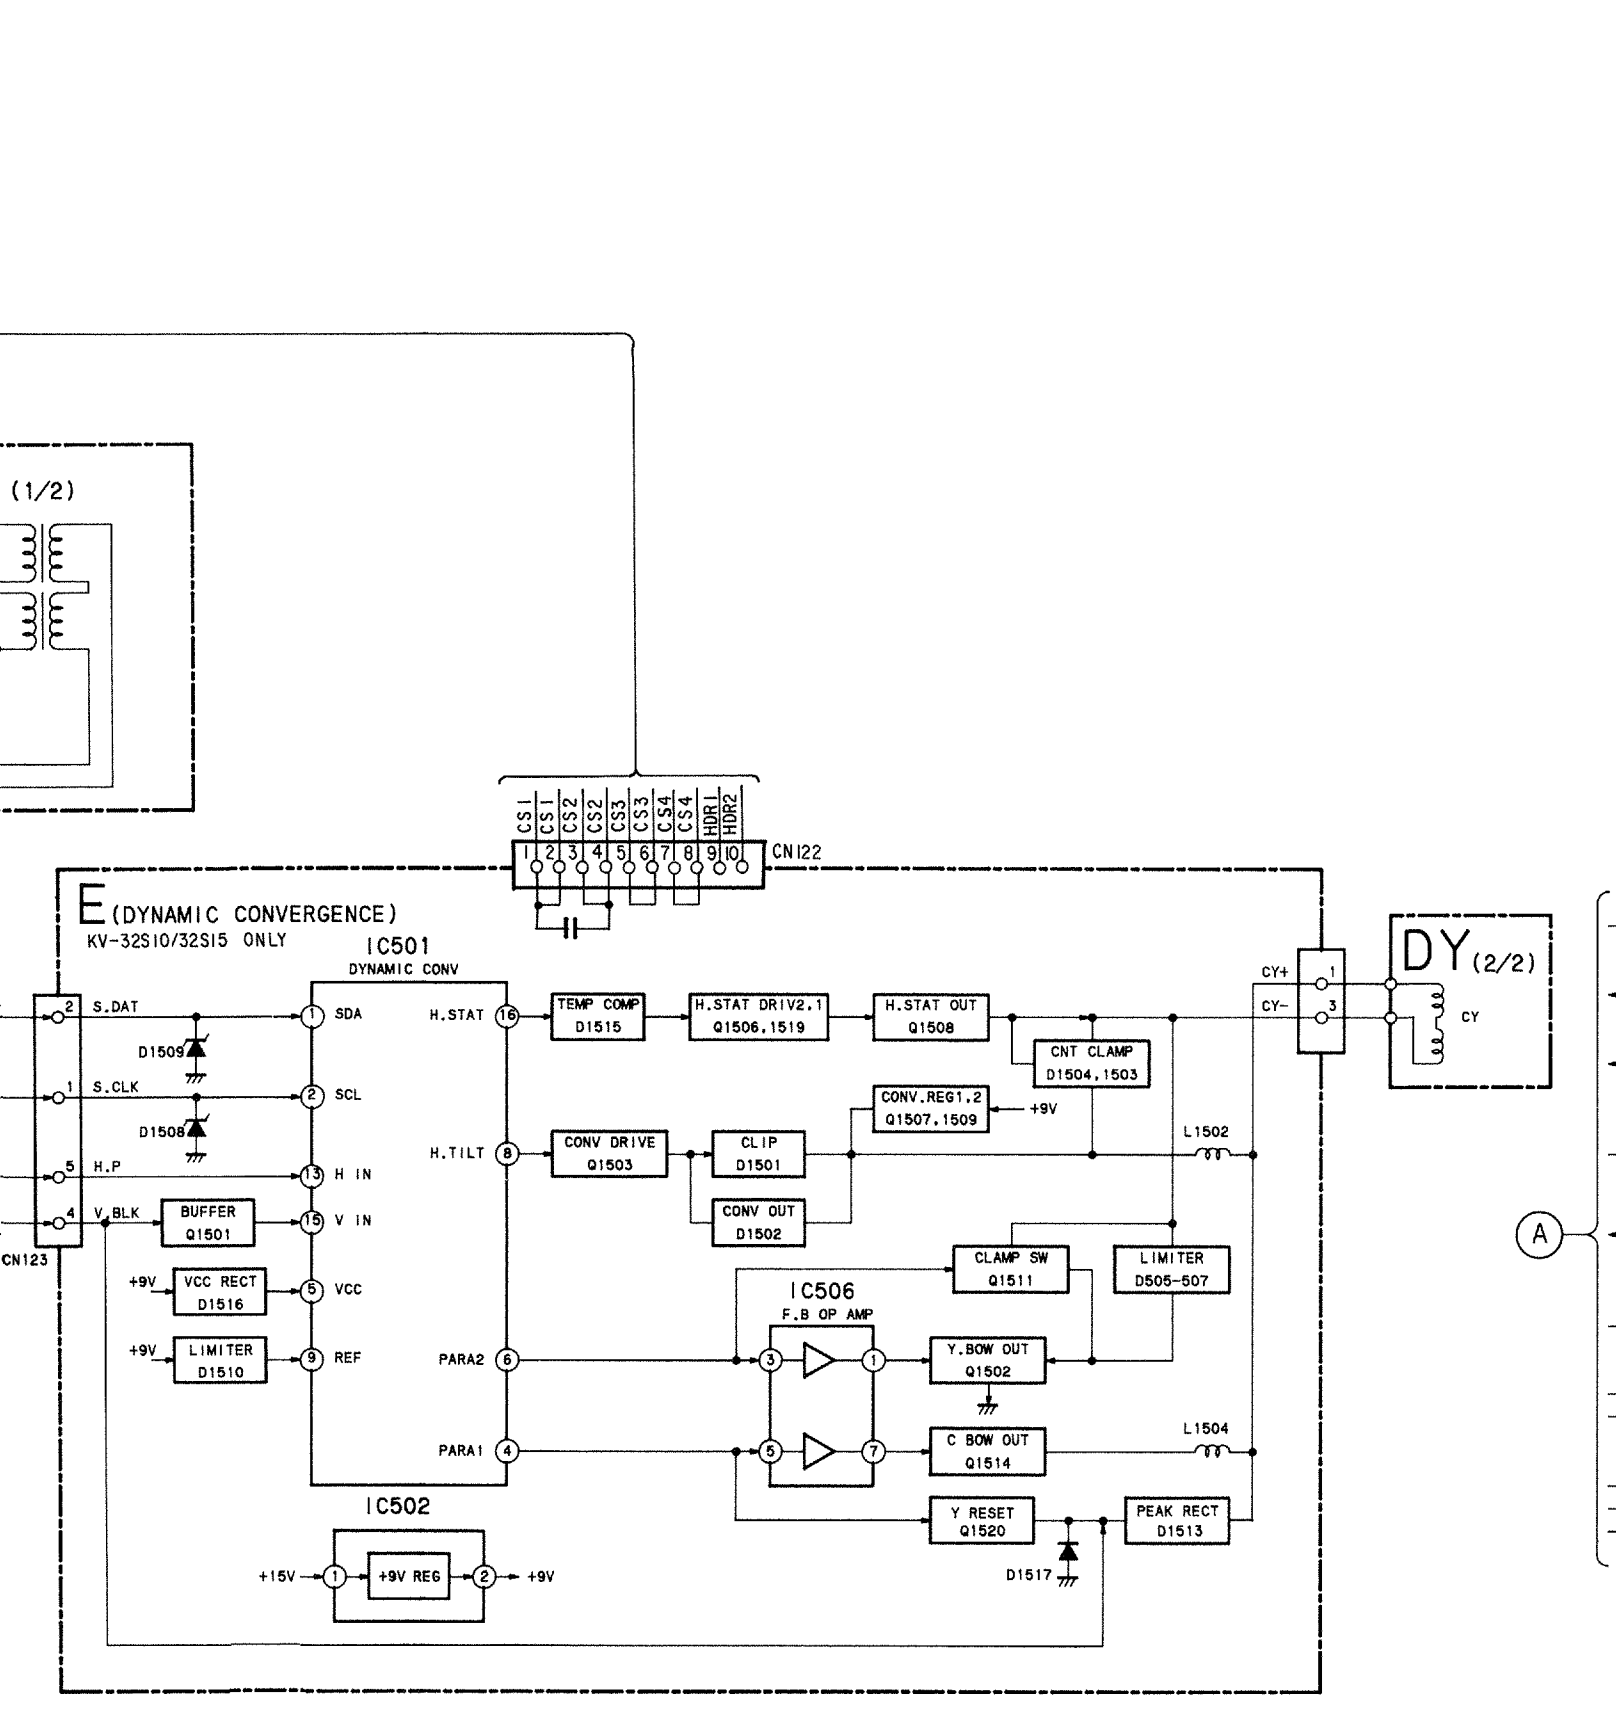 (1/2)
CS1
CS1
CS2
CS2
CS3
CS3
CS4
CS4
HDR1
HDR2
1 2 3 4 5 6 7 8 9 10
CN122
E (DYNAMIC CONVERGENCE)
KV-32S10/32S15 ONLY
IC501
DYNAMIC CONV
DY (2/2)
CY
CY+ 1
CY- 3
2 S.DAT
1 SDA
H.STAT 16
TEMP COMP
D1515
H.STAT DRIV2.1
Q1506,1519
H.STAT OUT
Q1508
D1509
CNT CLAMP
D1504,1503
1 S.CLK
2 SCL
CONV.REG1.2
Q1507,1509
+9V
D1508
H.TILT 8
CONV DRIVE
Q1503
CLIP
D1501
L1502
5 H.P
13 H IN
4 V.BLK
BUFFER
Q1501
15 V IN
CONV OUT
D1502
A
CN123
CLAMP SW
Q1511
LIMITER
D505-507
+9V
VCC RECT
D1516
5 VCC
IC506
F.B OP AMP
+9V
LIMITER
D1510
9 REF
PARA2 6
3
1
Y.BOW OUT
Q1502
PARA1 4
5
7
C BOW OUT
Q1514
L1504
IC502
Y RESET
Q1520
PEAK RECT
D1513
D1517
+15V
1
+9V REG
2
+9V